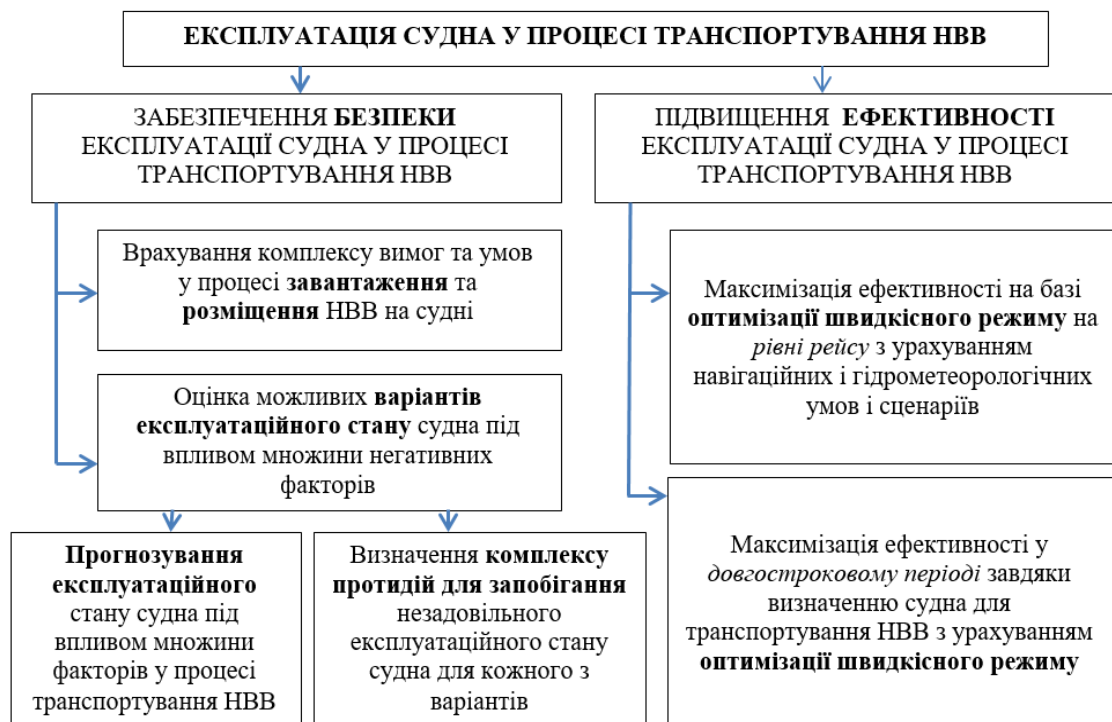 ЕКСПЛУАТАЦІЯ СУДНА У ПРОЦЕСІ ТРАНСПОРТУВАННЯ НВВ
ЗАБЕЗПЕЧЕННЯ БЕЗПЕКИ
ЕКСПЛУАТАЦІЇ СУДНА У ПРОЦЕСІ
ТРАНСПОРТУВАННЯ НВВ
ПІДВИЩЕННЯ ЕФЕКТИВНОСТІ
ЕКСПЛУАТАЦІЇ СУДНА У ПРОЦЕСІ
ТРАНСПОРТУВАННЯ НВВ
Врахування комплексу вимог та умов
у процесі завантаження та
розміщення НВВ на судні
Оцінка можливих варіантів
експлуатаційного стану судна під
впливом множини негативних
факторів
Прогнозування
експлуатаційного
стану судна під
впливом множини
факторів у процесі
транспортування НВВ
Визначення комплексу
протидій для запобігання
незадовільного
експлуатаційного стану
судна для кожного з
варіантів
Максимізація ефективності на базі
оптимізації швидкісного режиму на
рівні рейсу з урахуванням
навігаційних і гідрометеорологічних
умов і сценаріїв
Максимізація ефективності у
довгостроковому періоді завдяки
визначенню судна для
транспортування НВВ з урахуванням
оптимізації швидкісного режиму